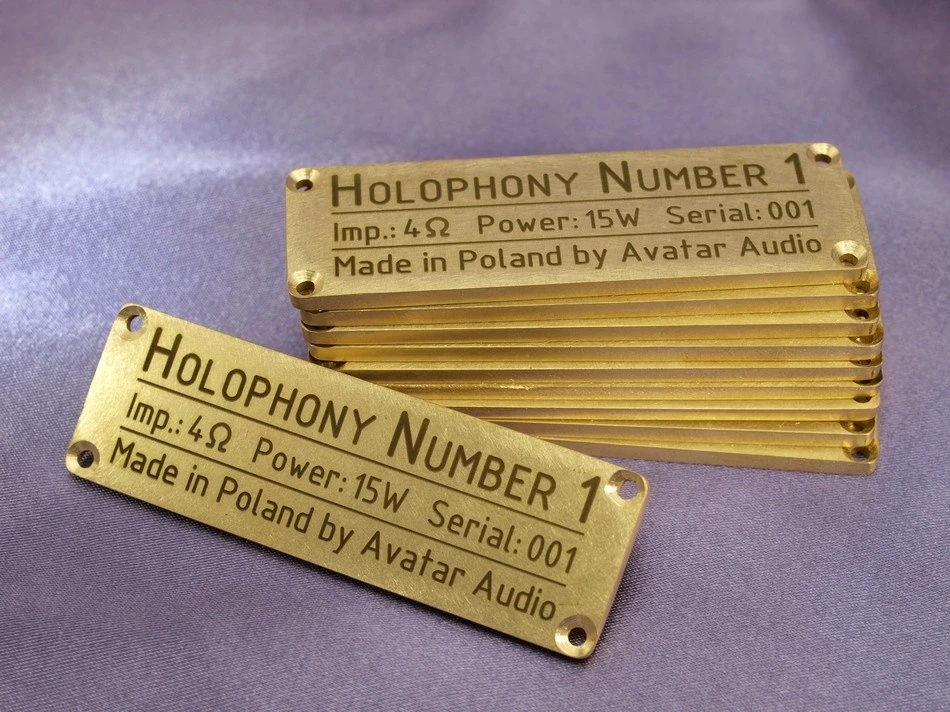 HOLOPHONY NUMBER 1
Imp.: 4Ω Power: 15W Serial: 001
Made in Poland by Avatar Audio
HOLOPHONY NUMBER 1
Imp.: 4Ω Power: 15W Serial: 001
Made in Poland by Avatar Audio